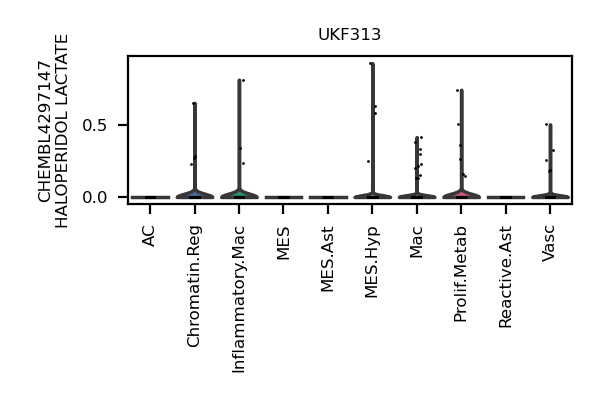 UKF313
CHEMBL4297147
HALOPERIDOL LACTATE
0.5
0.0
AC
Chromatin.Reg
Inflammatory.Mac
MES
MES.Ast
MES.Hyp
Mac
Prolif.Metab
Reactive.Ast
Vasc